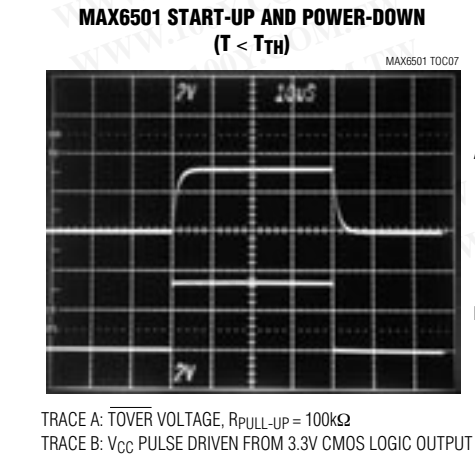 MAX6501 START-UP AND POWER-DOWN
(T < TTH)
MAX6501 TOC07
2V 10uS
2V
TRACE A: TOVER VOLTAGE, RPULL-UP = 100kΩ
TRACE B: VCC PULSE DRIVEN FROM 3.3V CMOS LOGIC OUTPUT